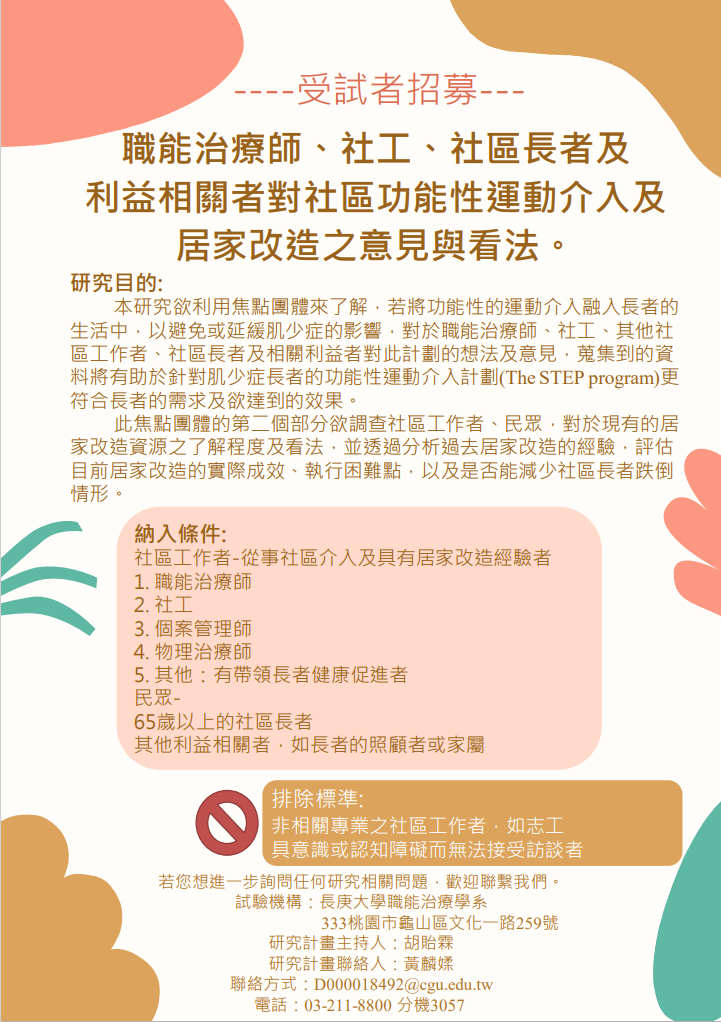 ----受試者招募---
職能治療師、社工、社區長者及
利益相關者對社區功能性運動介入及
居家改造之意見與看法。
研究目的:
本研究欲利用焦點團體來了解，若將功能性的運動介入融入長者的
生活中，以避免或延緩肌少症的影響，對於職能治療師、社工、其他社
區工作者、社區長者及相關利益者對此計劃的想法及意見，蒐集到的資
料將有助於針對肌少症長者的功能性運動介入計劃(The STEP program)更
符合長者的需求及欲達到的效果。
此焦點團體的第二個部分欲調查社區工作者、民眾，對於現有的居
家改造資源之了解程度及看法，並透過分析過去居家改造的經驗，評估
目前居家改造的實際成效、執行困難點，以及是否能減少社區長者跌倒
情形。
納入條件:
社區工作者-從事社區介入及具有居家改造經驗者
1. 職能治療師
2. 社工
3. 個案管理師
4. 物理治療師
5. 其他：有帶領長者健康促進者
民眾-
65歲以上的社區長者
其他利益相關者，如長者的照顧者或家屬
排除標準:
非相關專業之社區工作者，如志工
具意識或認知障礙而無法接受訪談者
若您想進一步詢問任何研究相關問題，歡迎聯繫我們。
試驗機構：長庚大學職能治療學系
333桃園市龜山區文化一路259號
研究計畫主持人：胡貽霖
研究計畫聯絡人：黃麟媃
聯絡方式：D000018492@cgu.edu.tw
電話：03-211-8800 分機3057